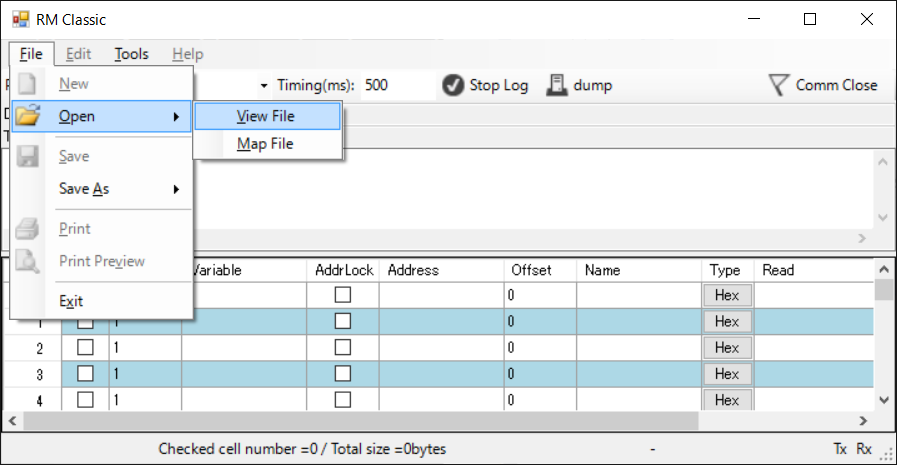 RM Classic
File Edit Tools Help
Timing(ms): 500 Stop Log dump Comm Close
New
Open
View File
Map File
Save
Save As
Print
Print Preview
Exit
Variable AddrLock Address Offset Name Type Read
0 Hex
1 1 0 Hex
2 1 0 Hex
3 1 0 Hex
4 1 0 Hex
Checked cell number =0 / Total size =0bytes - Tx Rx